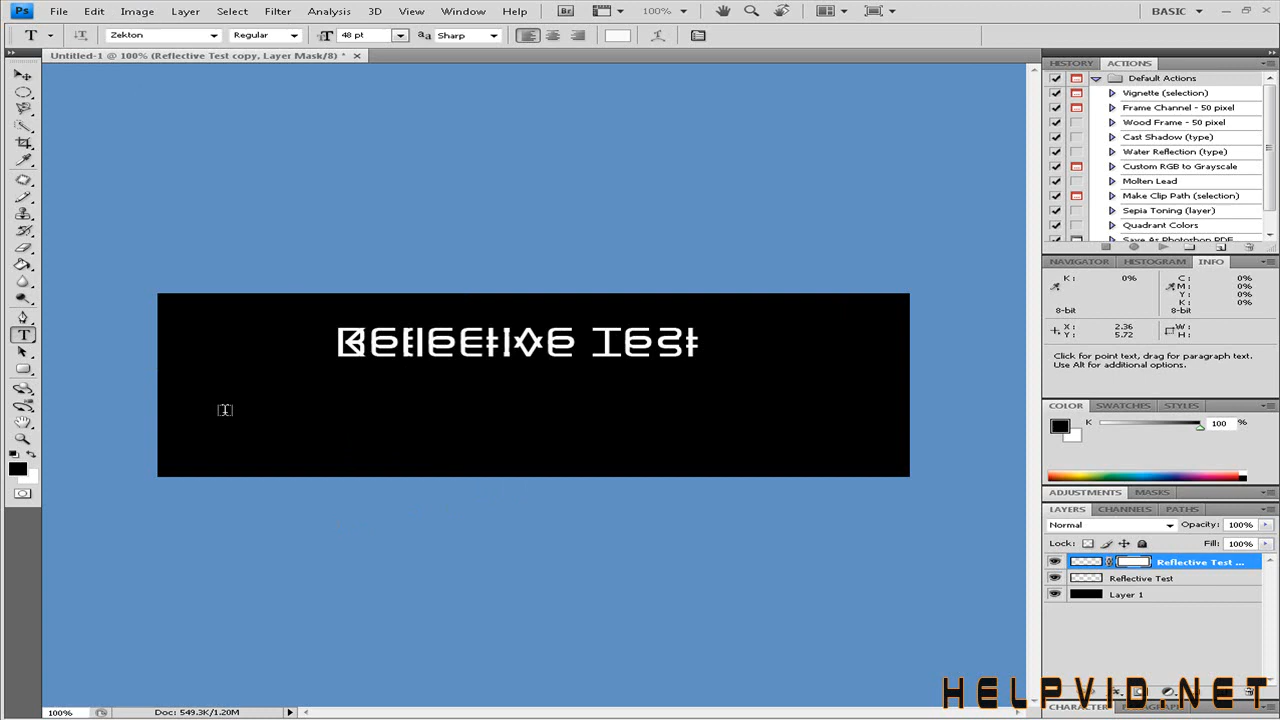 Ps File Edit Image Layer Select Filter Analysis 3D View Window Help Br 100% BASIC
T Zekton Regular 48 pt Sharp
Untitled-1 @ 100% (Reflective Test copy, Layer Mask/8) *
HISTORY ACTIONS
Default Actions
Vignette (selection)
Frame Channel - 50 pixel
Wood Frame - 50 pixel
Cast Shadow (type)
Water Reflection (type)
Custom RGB to Grayscale
Molten Lead
Make Clip Path (selection)
Sepia Toning (layer)
Quadrant Colors
Save As Photoshop PDF
NAVIGATOR HISTOGRAM INFO
K: 0% C: 0%
M: 0%
Y: 0%
K: 0%
8-bit 8-bit
X: 2.36 W:
Y: 5.72 H:
Click for point text, drag for paragraph text.
Use Alt for additional options.
Reflective Test
COLOR SWATCHES STYLES
K 100 %
ADJUSTMENTS MASKS
LAYERS CHANNELS PATHS
Normal Opacity: 100%
Lock: Fill: 100%
Reflective Test ...
Reflective Test
Layer 1
HELPVID.NET
CHARACTER
100% Doc: 549.3K/1.20M